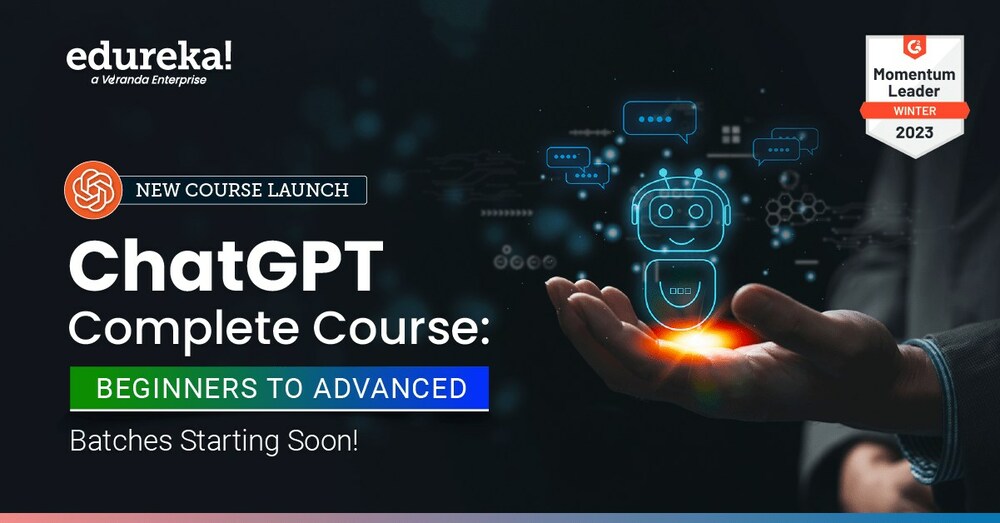 edureka!
a Veranda Enterprise
Momentum
Leader
WINTER
2023
NEW COURSE LAUNCH
ChatGPT
Complete Course:
BEGINNERS TO ADVANCED
Batches Starting Soon!